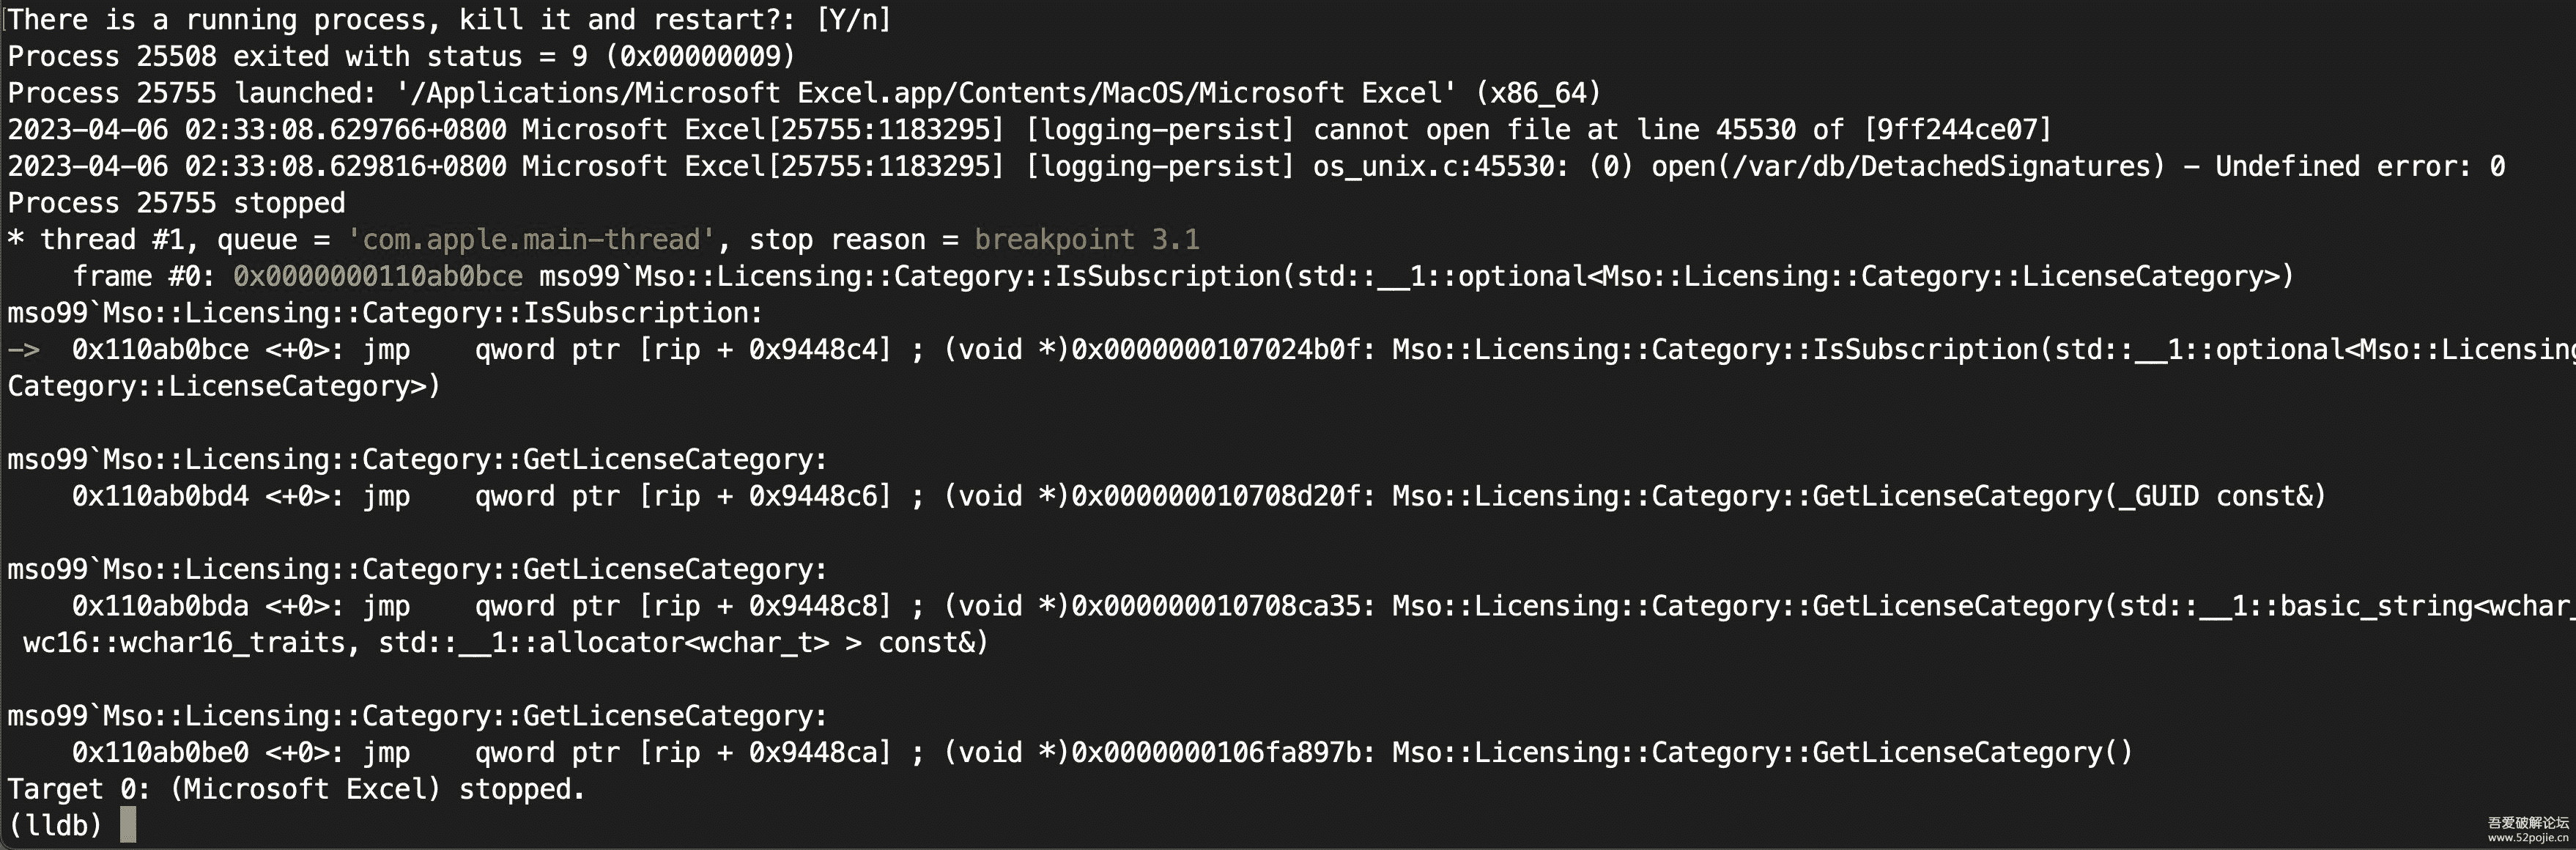 There is a running process, kill it and restart?: [Y/n]
Process 25508 exited with status = 9 (0x00000009)
Process 25755 launched: '/Applications/Microsoft Excel.app/Contents/MacOS/Microsoft Excel' (x86_64)
2023-04-06 02:33:08.629766+0800 Microsoft Excel[25755:1183295] [logging-persist] cannot open file at line 45530 of [9ff244ce07]
2023-04-06 02:33:08.629816+0800 Microsoft Excel[25755:1183295] [logging-persist] os_unix.c:45530: (0) open(/var/db/DetachedSignatures) - Undefined error: 0
Process 25755 stopped
* thread #1, queue = 'com.apple.main-thread', stop reason = breakpoint 3.1
    frame #0: 0x0000000110ab0bce mso99`Mso::Licensing::Category::IsSubscription(std::__1::optional<Mso::Licensing::Category::LicenseCategory>)
mso99`Mso::Licensing::Category::IsSubscription:
->  0x110ab0bce <+0>: jmp    qword ptr [rip + 0x9448c4] ; (void *)0x0000000107024b0f: Mso::Licensing::Category::IsSubscription(std::__1::optional<Mso::Licensing
Category::LicenseCategory>)
mso99`Mso::Licensing::Category::GetLicenseCategory:
    0x110ab0bd4 <+0>: jmp    qword ptr [rip + 0x9448c6] ; (void *)0x000000010708d20f: Mso::Licensing::Category::GetLicenseCategory(_GUID const&)
mso99`Mso::Licensing::Category::GetLicenseCategory:
    0x110ab0bda <+0>: jmp    qword ptr [rip + 0x9448c8] ; (void *)0x000000010708ca35: Mso::Licensing::Category::GetLicenseCategory(std::__1::basic_string<wchar_
 wc16::wchar16_traits, std::__1::allocator<wchar_t> > const&)
mso99`Mso::Licensing::Category::GetLicenseCategory:
    0x110ab0be0 <+0>: jmp    qword ptr [rip + 0x9448ca] ; (void *)0x0000000106fa897b: Mso::Licensing::Category::GetLicenseCategory()
Target 0: (Microsoft Excel) stopped.
(lldb)
吾爱破解论坛
www.52pojie.cn